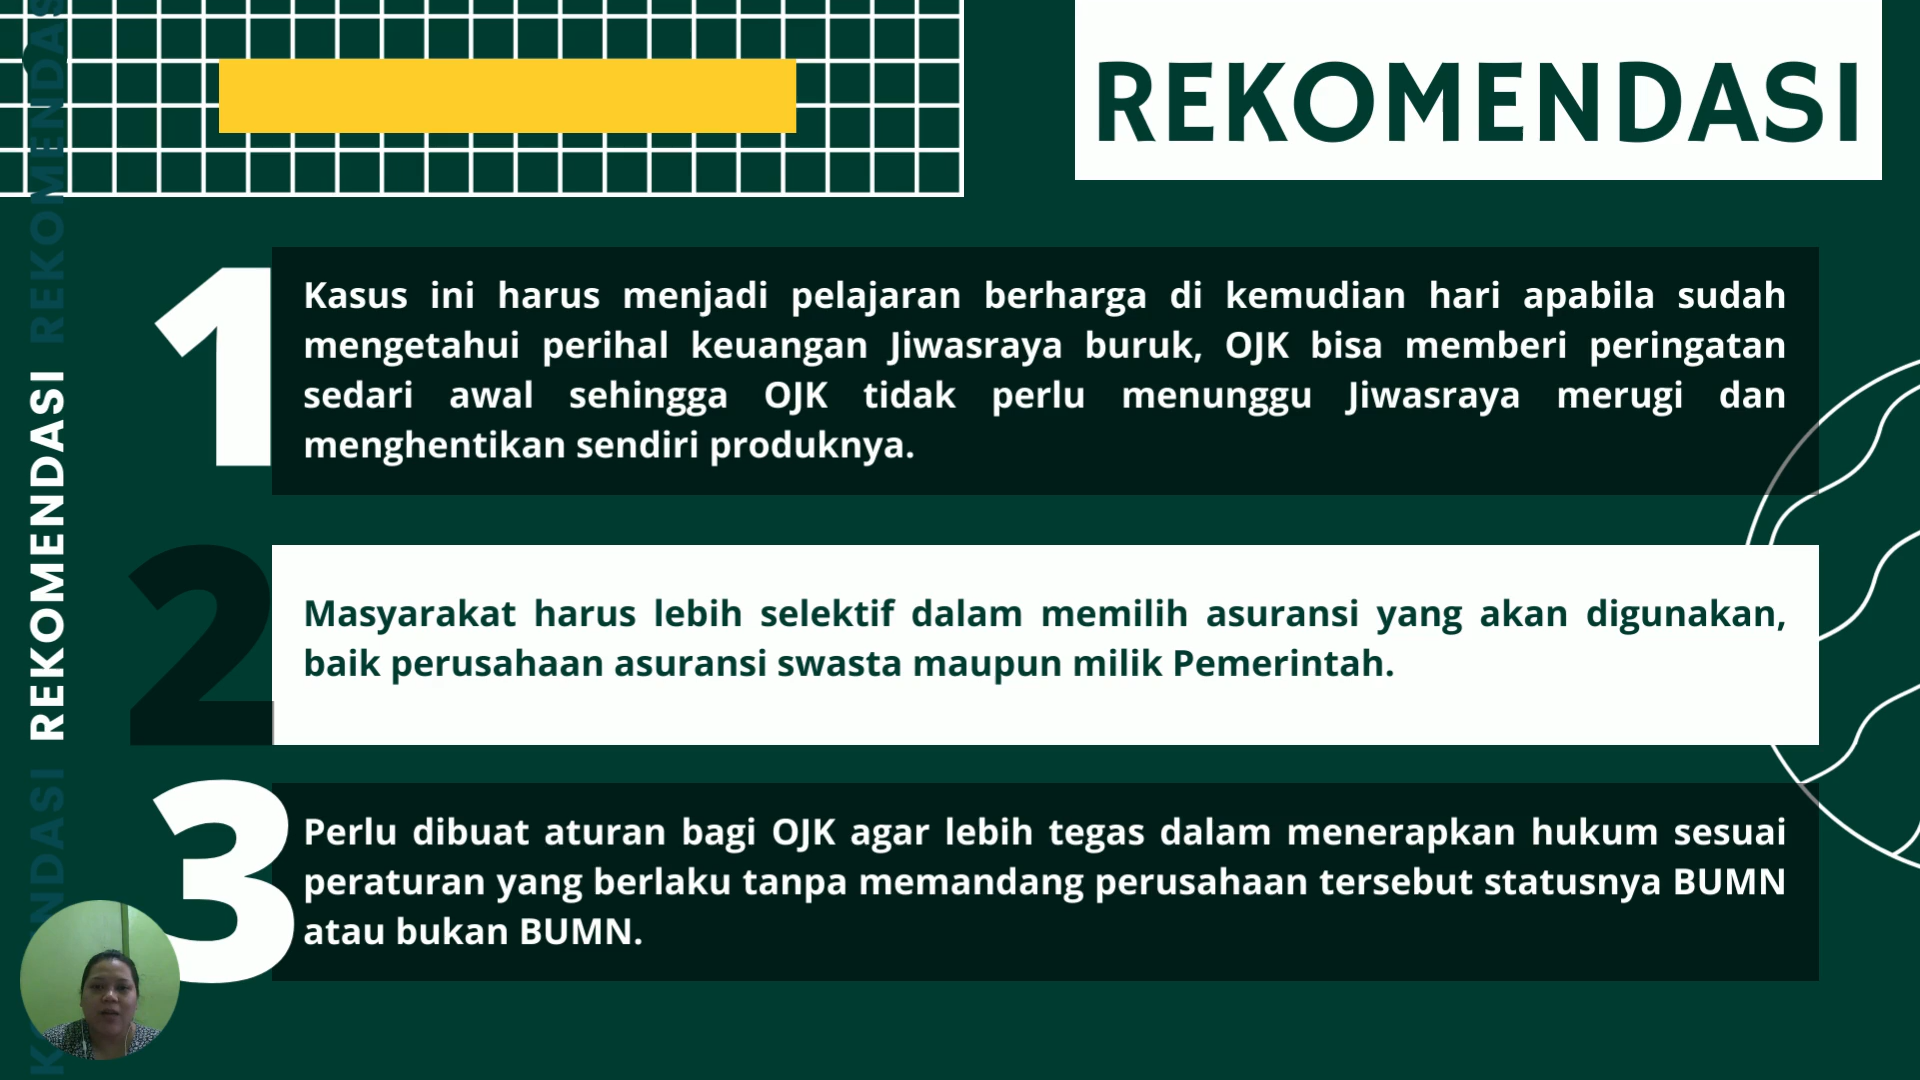 REKOMENDASI
Kasus ini harus menjadi pelajaran berharga di kemudian hari apabila sudah
mengetahui perihal keuangan Jiwasraya buruk, OJK bisa memberi peringatan
sedari awal sehingga OJK tidak perlu menunggu Jiwasraya merugi dan
menghentikan sendiri produknya.
1
Masyarakat harus lebih selektif dalam memilih asuransi yang akan digunakan,
baik perusahaan asuransi swasta maupun milik Pemerintah.
2
Perlu dibuat aturan bagi OJK agar lebih tegas dalam menerapkan hukum sesuai
peraturan yang berlaku tanpa memandang perusahaan tersebut statusnya BUMN
atau bukan BUMN.
3
REKOMENDASI
REKOMENDASI
REKOMENDASI